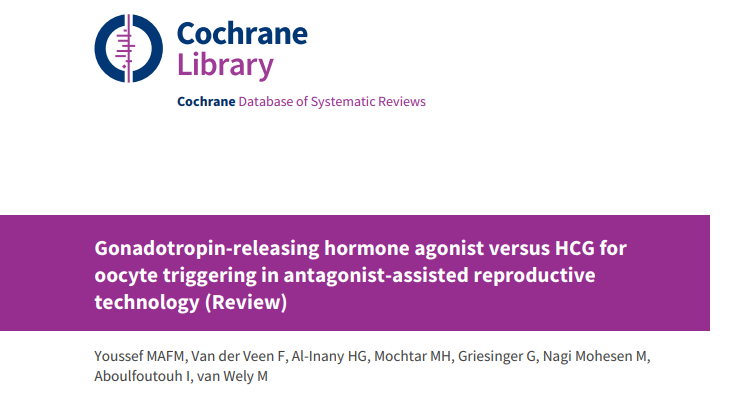 Cochrane
Library
Cochrane Database of Systematic Reviews
Gonadotropin-releasing hormone agonist versus HCG for
oocyte triggering in antagonist-assisted reproductive
technology (Review)
Youssef MAFM, Van der Veen F, Al-Inany HG, Mochtar MH, Griesinger G, Nagi Mohesen M,
Aboulfoutouh I, van Wely M